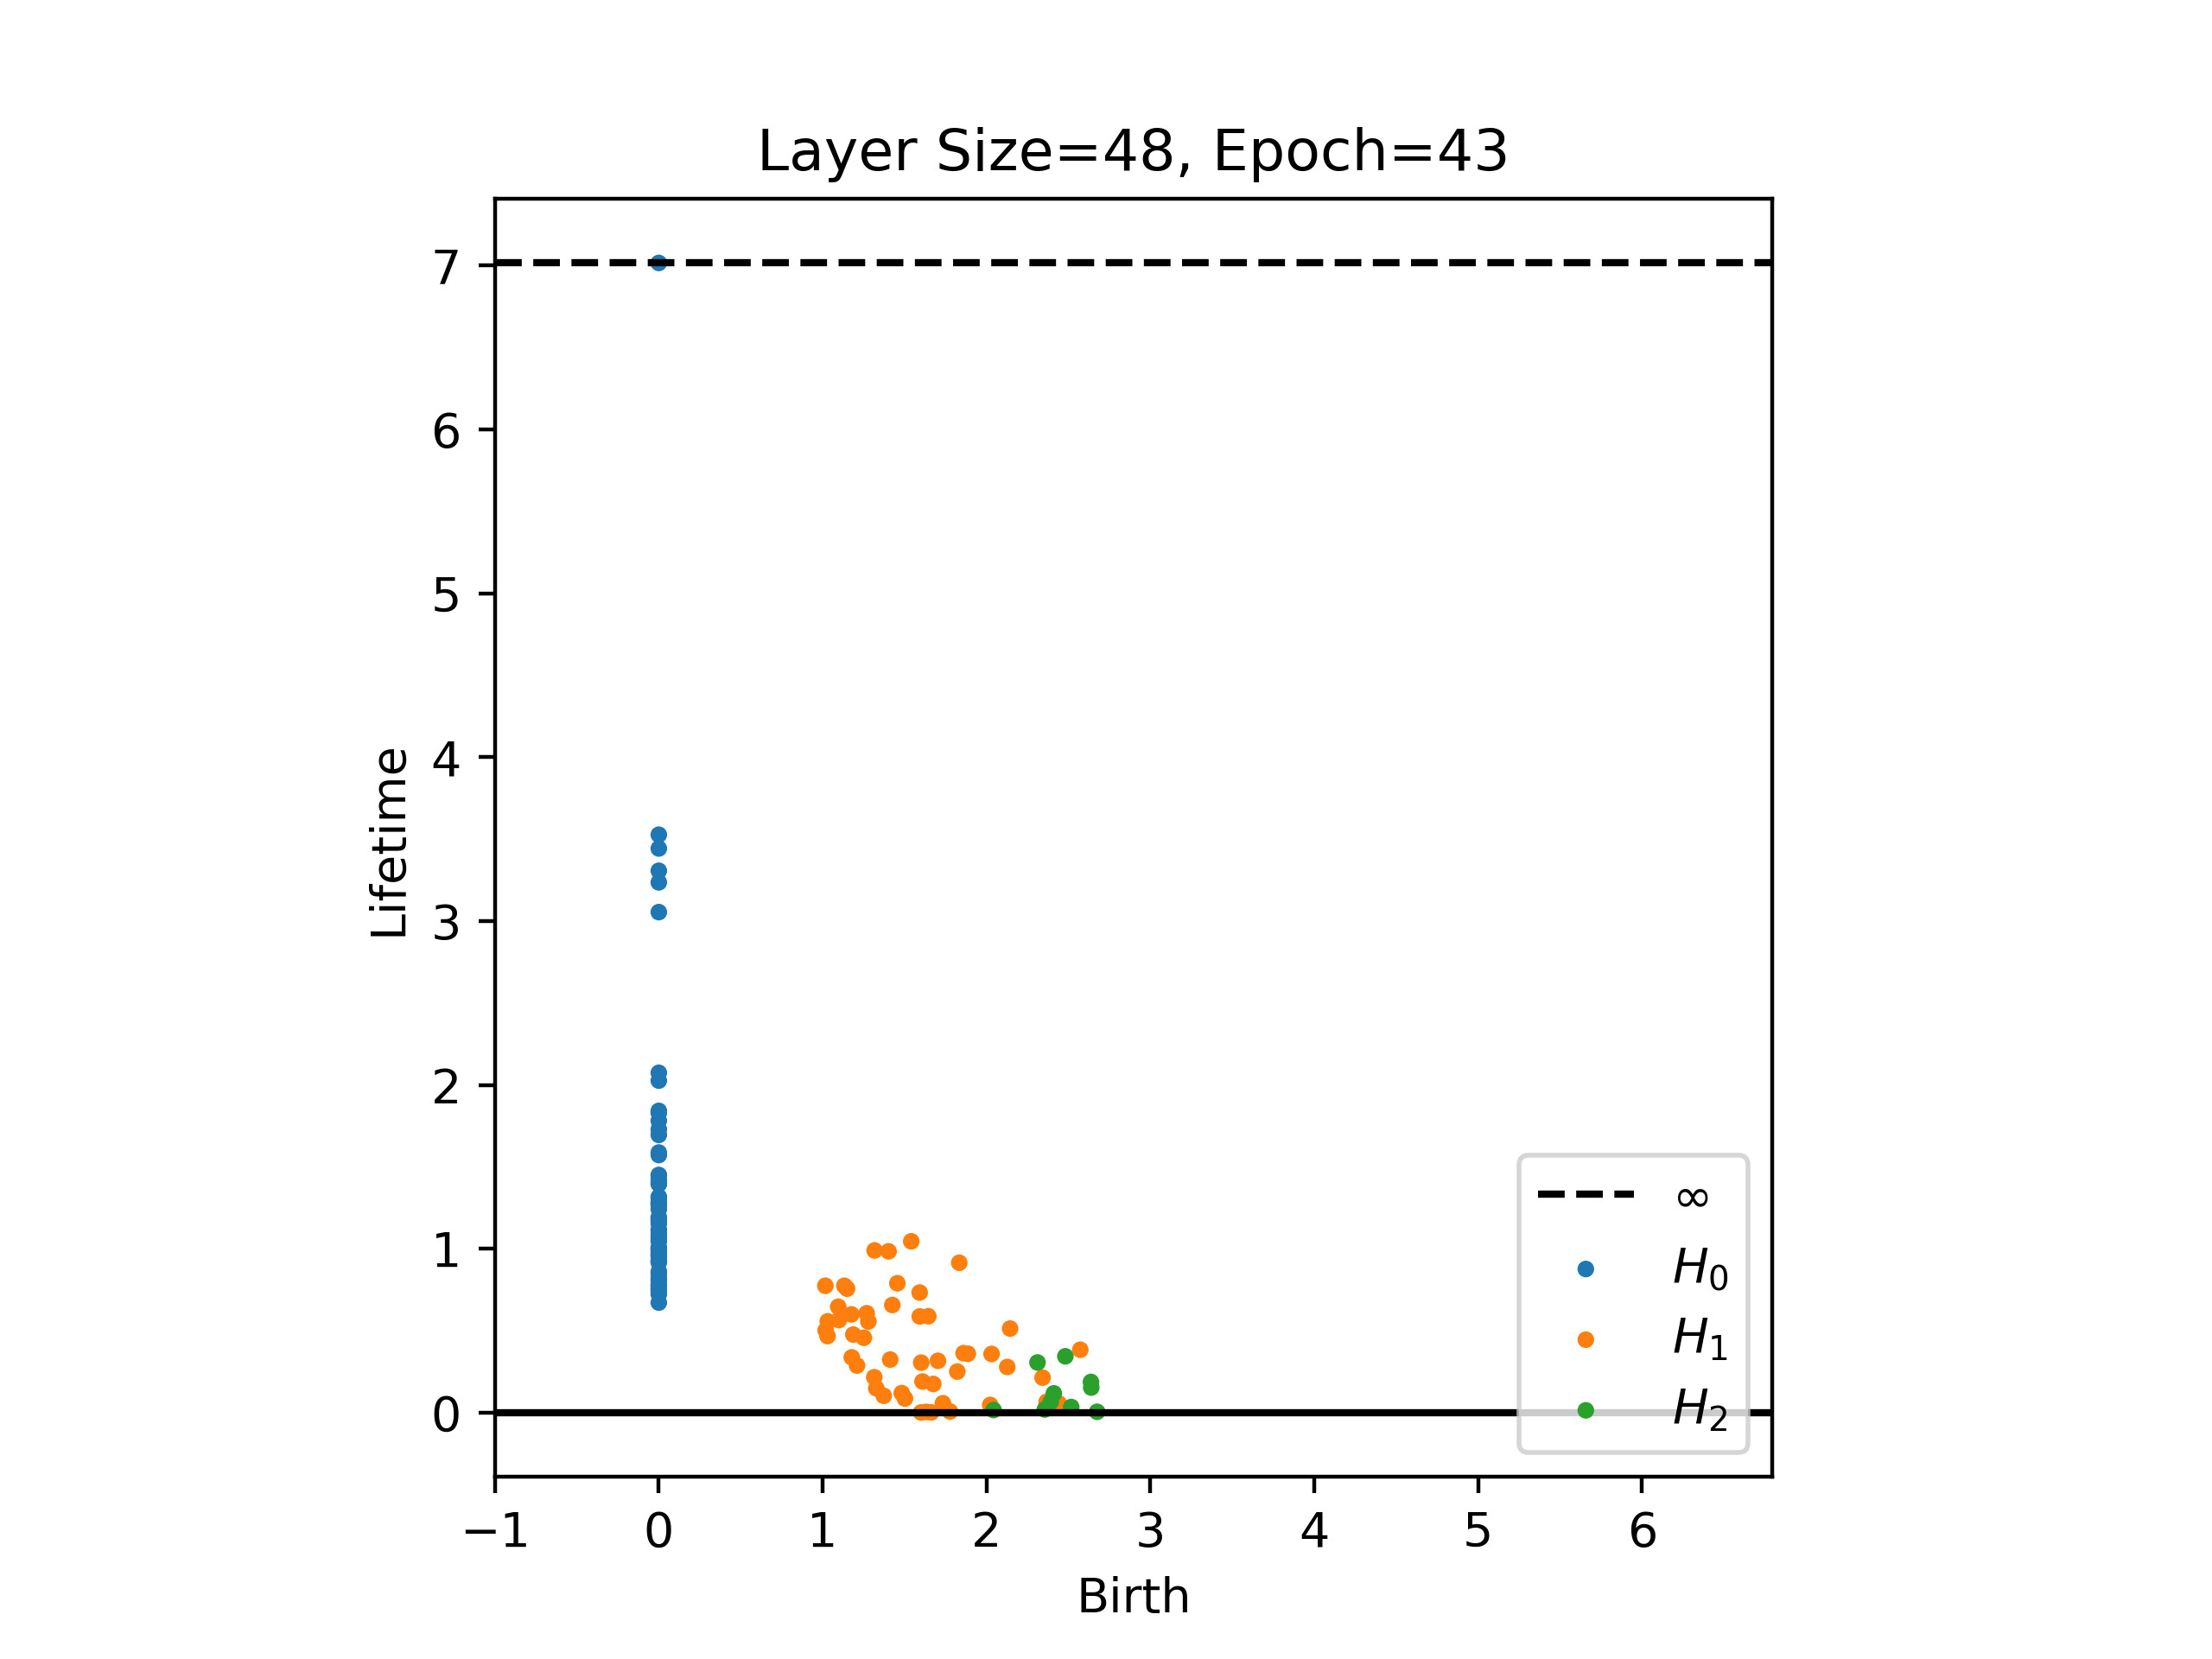 Layer Size=48, Epoch=43
7
6
5
4
3
2
1
0
Lifetime
∞
H₀
H₁
H₂
−1 0 1 2 3 4 5 6
Birth